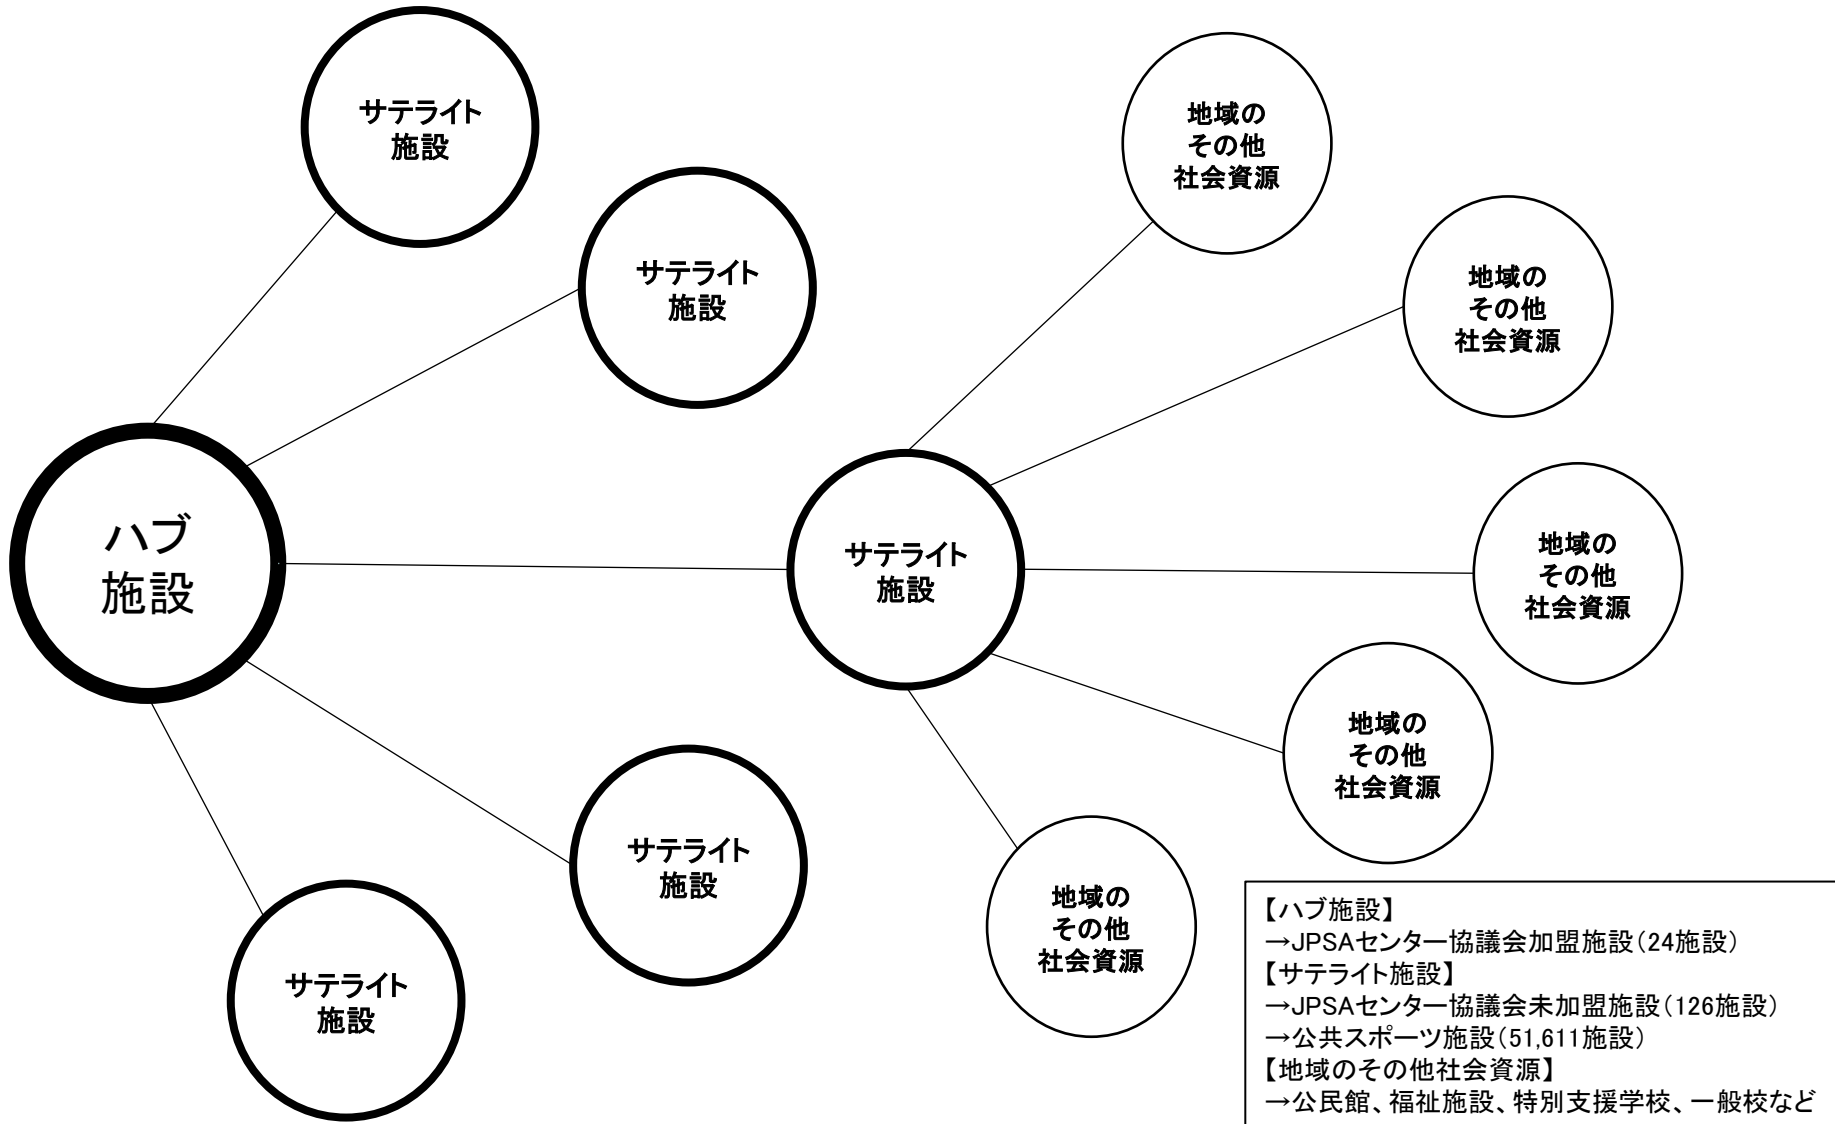 サテライト
施設
サテライト
施設
地域の
その他
社会資源
地域の
その他
社会資源
ハブ
施設
サテライト
施設
地域の
その他
社会資源
地域の
その他
社会資源
サテライト
施設
地域の
その他
社会資源
サテライト
施設
【ハブ施設】
→JPSAセンター協議会加盟施設(24施設)
【サテライト施設】
→JPSAセンター協議会未加盟施設(126施設)
→公共スポーツ施設(51,611施設)
【地域のその他社会資源】
→公民館、福祉施設、特別支援学校、一般校など